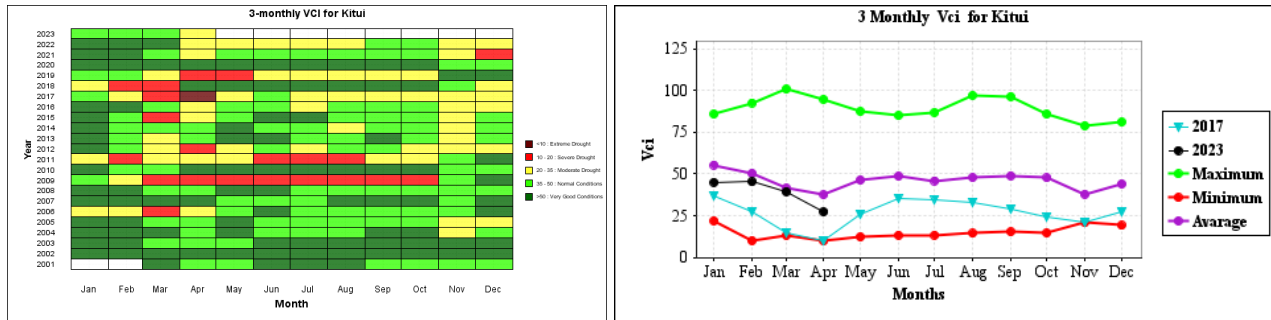 3-monthly VCI for Kitui
2023
2022
2021
2020
2019
2018
2017
2016
2015
2014
2013
2012
2011
2010
2009
2008
2007
2006
2005
2004
2003
2002
2001
Year
Jan Feb Mar Apr May Jun Jul Aug Sep Oct Nov Dec
Month
<10 : Extreme Drought
10 - 20 : Severe Drought
20 - 35 : Moderate Drought
35 - 50 : Normal Conditions
>50 : Very Good Conditions
3 Monthly Vci for Kitui
125
100
75
50
25
0
Vci
Jan Feb Mar Apr May Jun Jul Aug Sep Oct Nov Dec
Months
2017
2023
Maximum
Minimum
Avarage